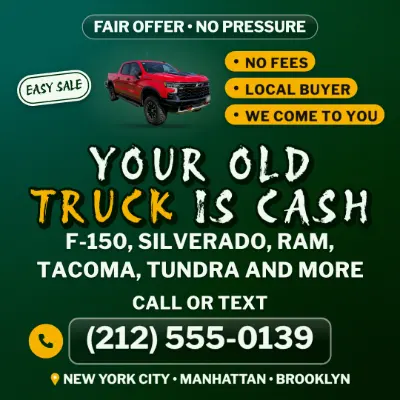 FAIR OFFER • NO PRESSURE
EASY SALE
• NO FEES
• LOCAL BUYER
• WE COME TO YOU
YOUR OLD
TRUCK IS CASH
F-150, SILVERADO, RAM,
TACOMA, TUNDRA AND MORE
CALL OR TEXT
(212) 555-0139
NEW YORK CITY • MANHATTAN • BROOKLYN